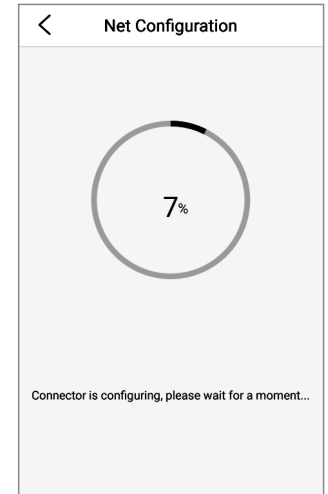 Net Configuration
7%
Connector is configuring, please wait for a moment...